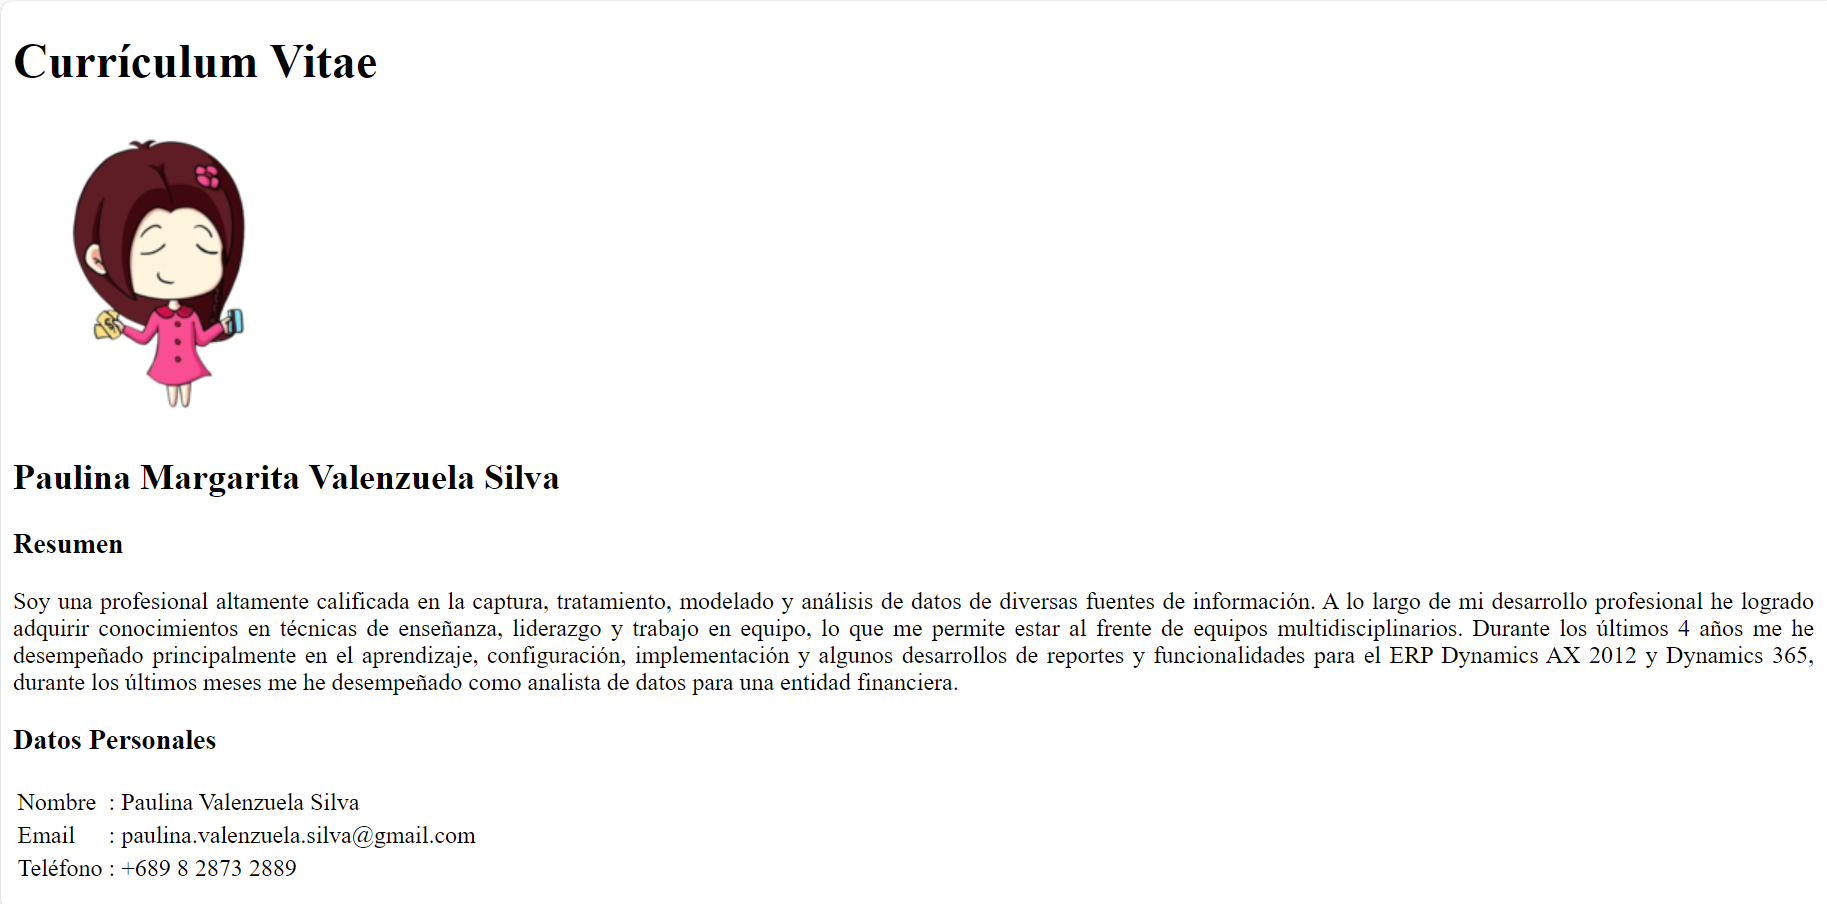 Currículum Vitae
Paulina Margarita Valenzuela Silva
Resumen
Soy una profesional altamente calificada en la captura, tratamiento, modelado y análisis de datos de diversas fuentes de información. A lo largo de mi desarrollo profesional he logrado
adquirir conocimientos en técnicas de enseñanza, liderazgo y trabajo en equipo, lo que me permite estar al frente de equipos multidisciplinarios. Durante los últimos 4 años me he
desempeñado principalmente en el aprendizaje, configuración, implementación y algunos desarrollos de reportes y funcionalidades para el ERP Dynamics AX 2012 y Dynamics 365,
durante los últimos meses me he desempeñado como analista de datos para una entidad financiera.
Datos Personales
Nombre : Paulina Valenzuela Silva
Email : paulina.valenzuela.silva@gmail.com
Teléfono : +689 8 2873 2889